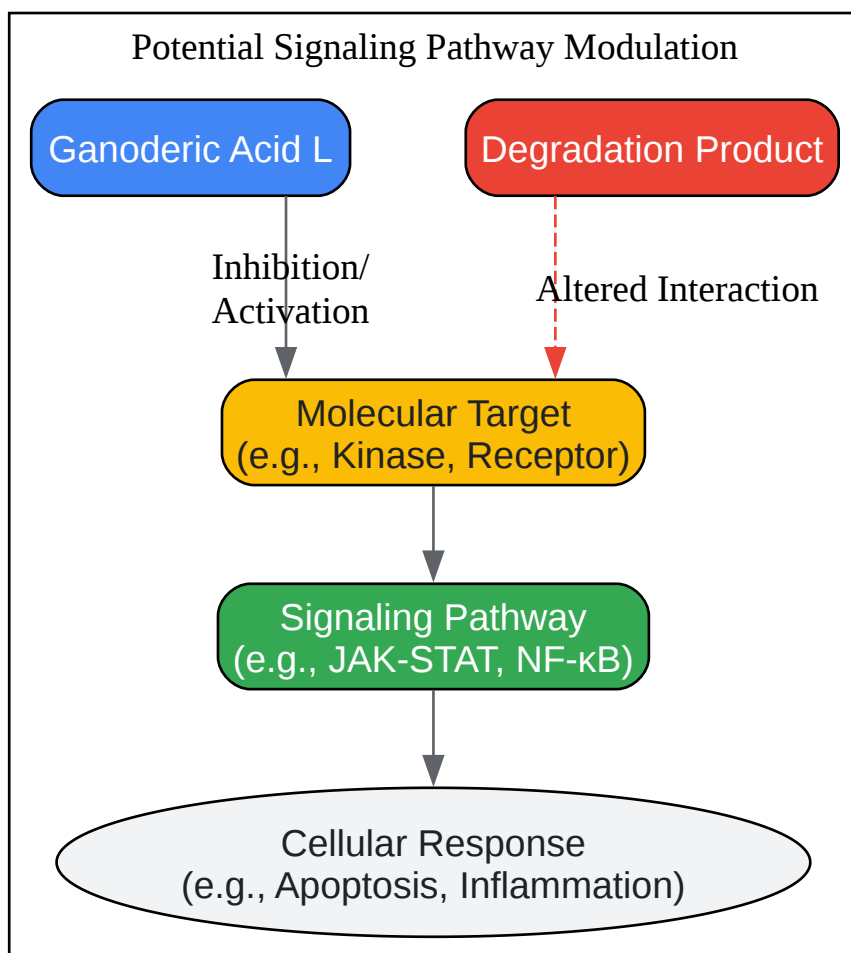 Potential Signaling Pathway Modulation
Ganoderic Acid L
Degradation Product
Inhibition/
Activation
Altered Interaction
Molecular Target
(e.g., Kinase, Receptor)
Signaling Pathway
(e.g., JAK-STAT, NF-κB)
Cellular Response
(e.g., Apoptosis, Inflammation)